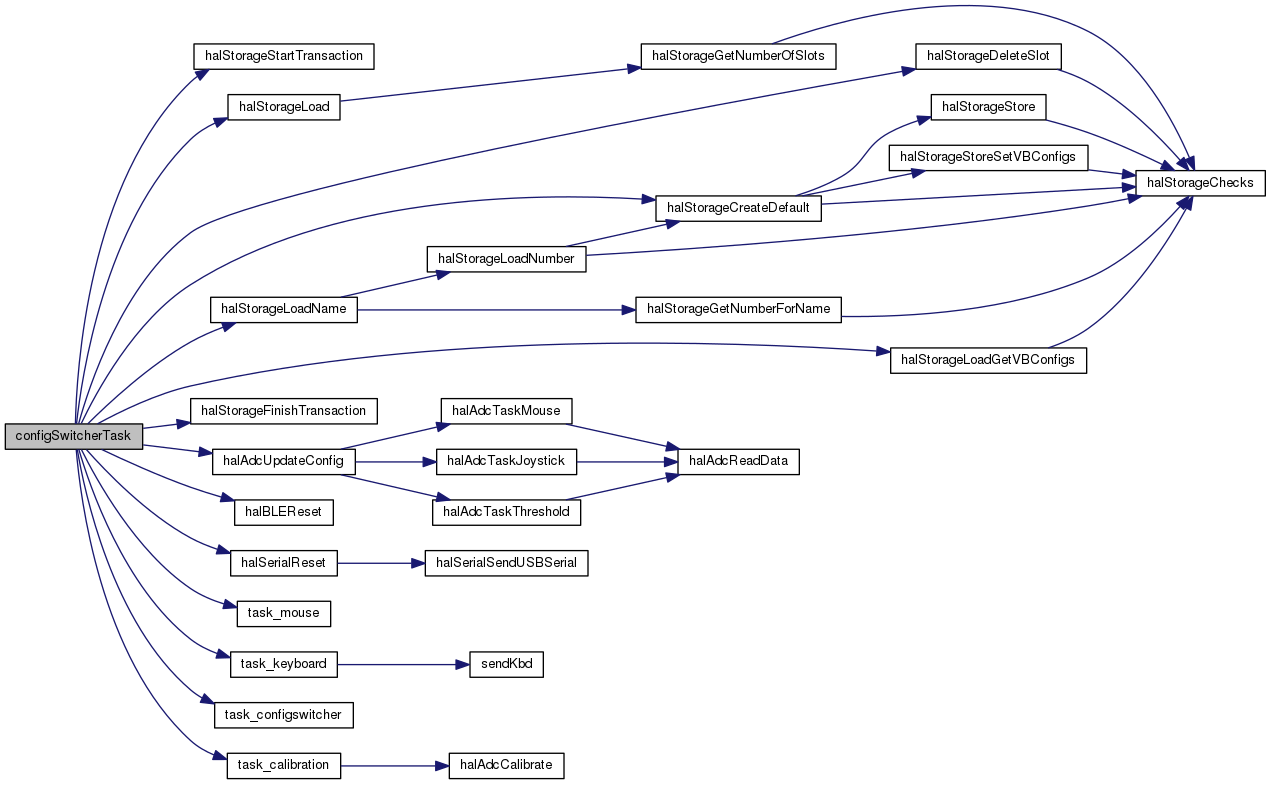 halStorageStartTransaction
halStorageGetNumberOfSlots
halStorageDeleteSlot
halStorageLoad
halStorageStore
halStorageStoreSetVBConfigs
halStorageChecks
halStorageCreateDefault
halStorageLoadNumber
halStorageLoadName
halStorageGetNumberForName
halStorageLoadGetVBConfigs
halStorageFinishTransaction
halAdcTaskMouse
configSwitcherTask
halAdcUpdateConfig
halAdcTaskJoystick
halAdcReadData
halBLEReset
halAdcTaskThreshold
halSerialReset
halSerialSendUSBSerial
task_mouse
task_keyboard
sendKbd
task_configswitcher
task_calibration
halAdcCalibrate